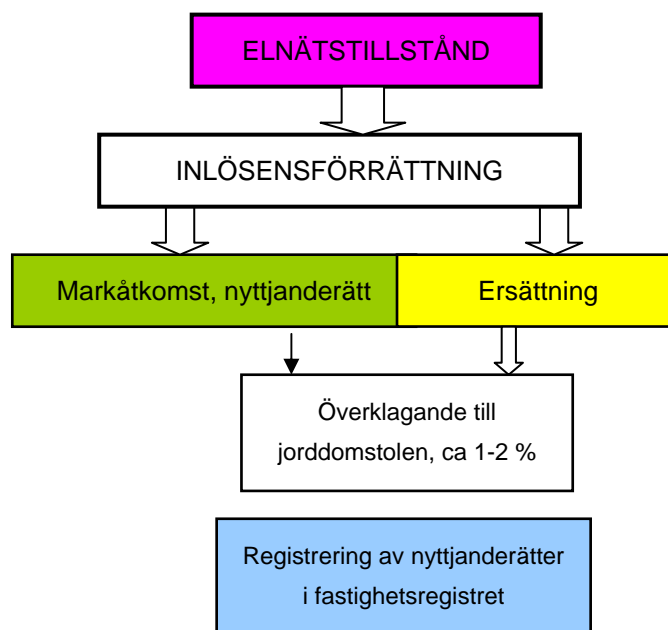 ELNÄTSTILLSTÅND
INLÖSENSFÖRRÄTTNING
Markåtkomst, nyttjanderätt
Ersättning
Överklagande till
jorddomstolen, ca 1-2 %
Registrering av nyttjanderätter
i fastighetsregistret